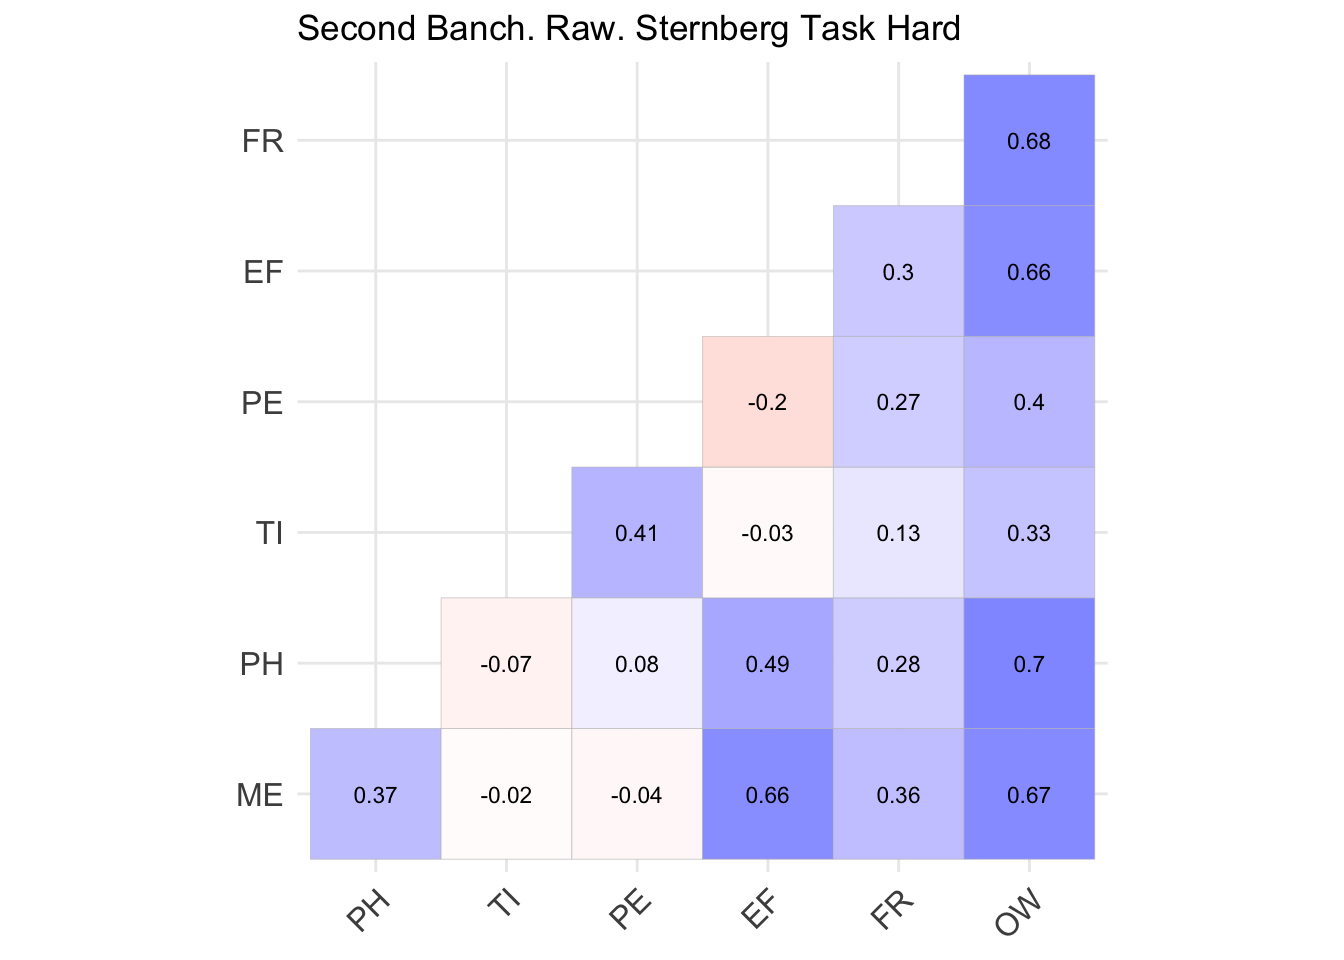 Second Banch. Raw. Sternberg Task Hard
FR 0.68
EF 0.3 0.66
PE -0.2 0.27 0.4
TI 0.41 -0.03 0.13 0.33
PH -0.07 0.08 0.49 0.28 0.7
ME 0.37 -0.02 -0.04 0.66 0.36 0.67
PH TI PE EF FR OW